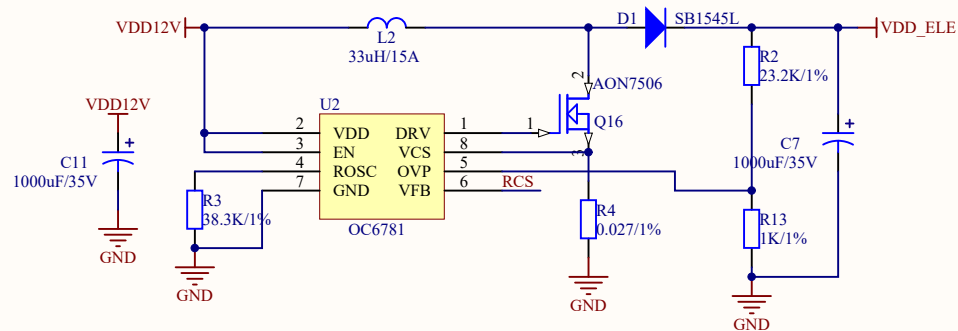 VDD12V
L2
33uH/15A
D1
SB1545L
VDD_ELE
R2
23.2K/1%
2
AON7506
Q16
1
3
VDD12V
C11
1000uF/35V
+
GND
U2
2 VDD DRV 1
3 EN VCS 8
4 ROSC OVP 5
7 GND VFB 6
RCS
OC6781
R3
38.3K/1%
GND
R4
0.027/1%
GND
C7
1000uF/35V
+
R13
1K/1%
GND